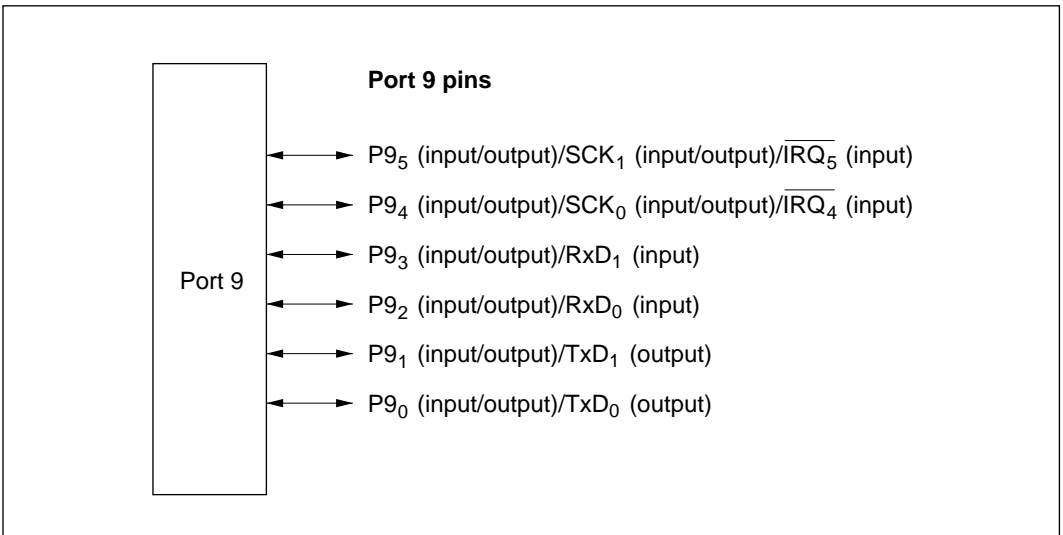 Port 9 pins
P9₅ (input/output)/SCK₁ (input/output)/I̅R̅Q̅₅̅ (input)
P9₄ (input/output)/SCK₀ (input/output)/I̅R̅Q̅₄̅ (input)
P9₃ (input/output)/RxD₁ (input)
Port 9
P9₂ (input/output)/RxD₀ (input)
P9₁ (input/output)/TxD₁ (output)
P9₀ (input/output)/TxD₀ (output)